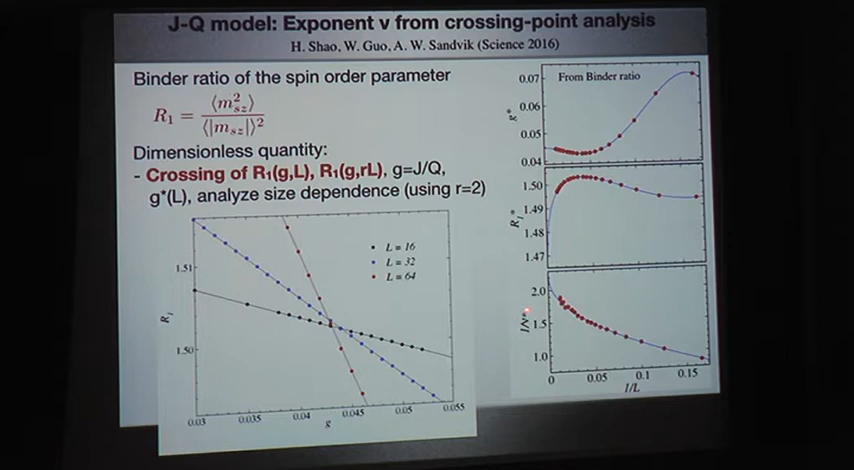 J-Q model: Exponent ν from crossing-point analysis
H. Shao, W. Guo, A. W. Sandvik (Science 2016)
Binder ratio of the spin order parameter
R₁ = ⟨m²_sz⟩ / ⟨|m_sz|⟩²
Dimensionless quantity:
- Crossing of R₁(g,L), R₁(g,rL), g=J/Q,
g*(L), analyze size dependence (using r=2)
L = 16
L = 32
L = 64
1.51
1.50
R₁
0.03
0.035
0.04
0.045
0.05
0.055
g
From Binder ratio
0.07
0.06
0.05
0.04
g*
1.50
1.49
1.48
1.47
R₁*
2.0
1.5
1.0
1/ν*
0
0.05
0.1
0.15
1/L